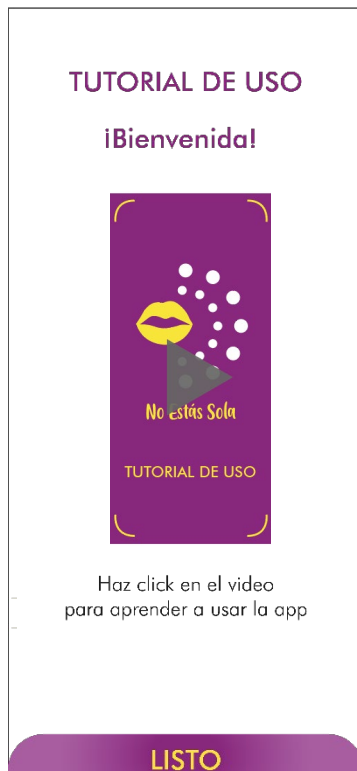 TUTORIAL DE USO
¡Bienvenida!
No Estás Sola
TUTORIAL DE USO
Haz click en el video
para aprender a usar la app
LISTO